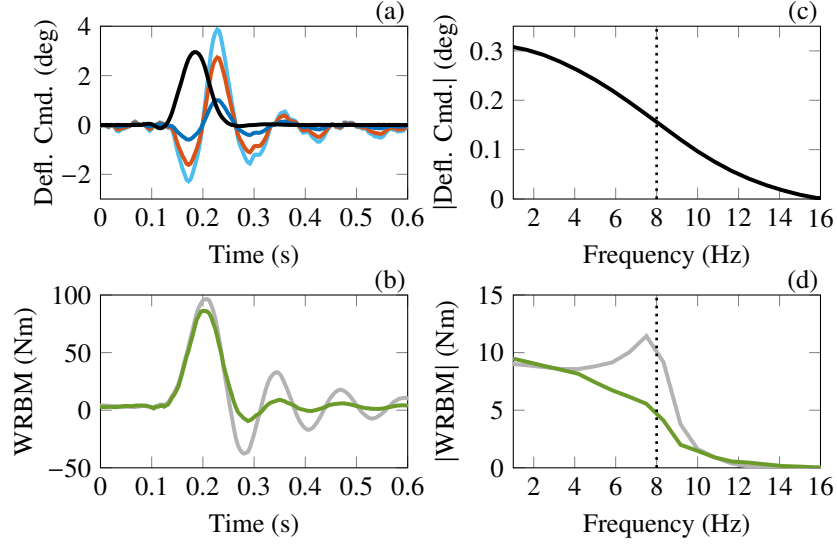 (a)
Defl. Cmd. (deg)
4
2
0
−2
0 0.1 0.2 0.3 0.4 0.5 0.6
Time (s)
(c)
|Defl. Cmd.| (deg)
0.3
0.2
0.1
0
2 4 6 8 10 12 14 16
Frequency (Hz)
(b)
WRBM (Nm)
100
50
0
−50
0 0.1 0.2 0.3 0.4 0.5 0.6
Time (s)
(d)
|WRBM| (Nm)
15
10
5
0
2 4 6 8 10 12 14 16
Frequency (Hz)